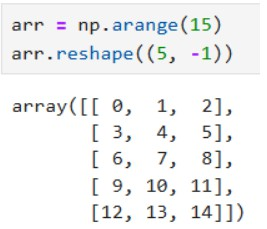 arr = np.arange(15)
arr.reshape((5, -1))
array([[ 0,  1,  2],
       [ 3,  4,  5],
       [ 6,  7,  8],
       [ 9, 10, 11],
       [12, 13, 14]])